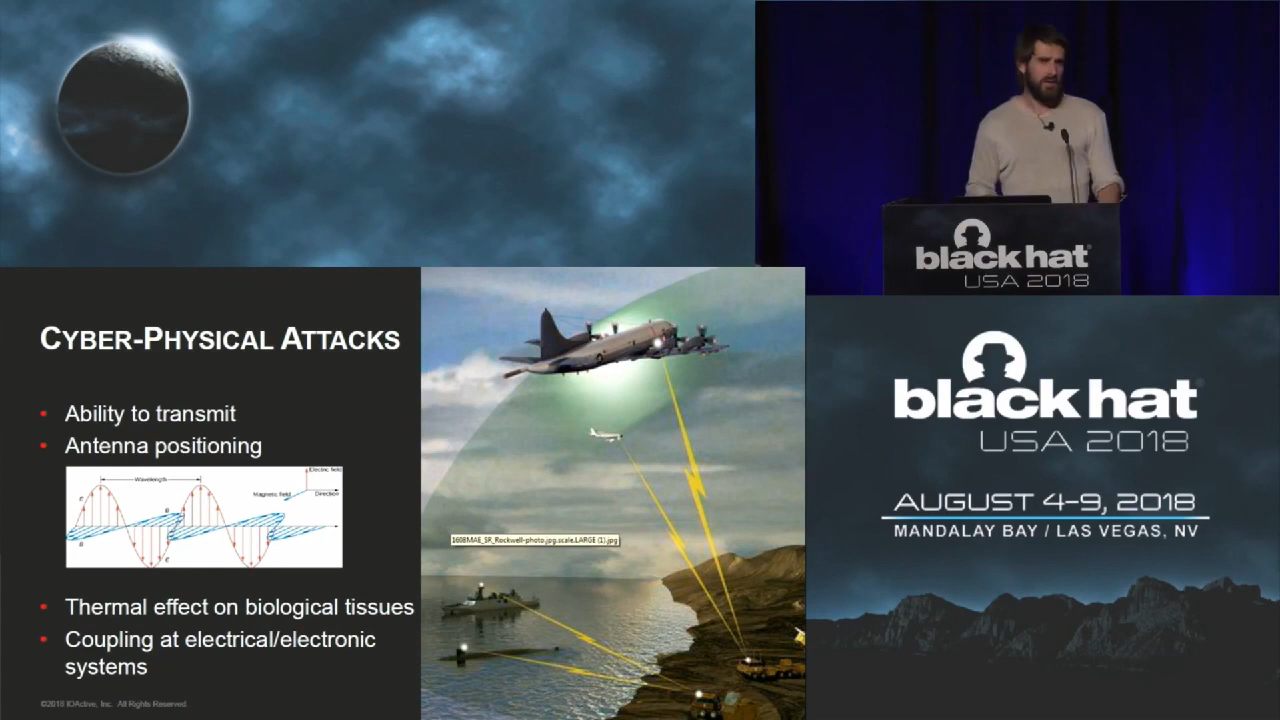 black hat
USA 2018
CYBER-PHYSICAL ATTACKS
• Ability to transmit
• Antenna positioning
Wavelength
Electric field
Magnetic field
Direction
• Thermal effect on biological tissues
• Coupling at electrical/electronic
systems
©2018 IOActive, Inc. All Rights Reserved.
1608MAE_SR_Rockwell-photo.jpg.scale.LARGE (1).jpg
black hat
USA 2018
AUGUST 4-9, 2018
MANDALAY BAY / LAS VEGAS, NV